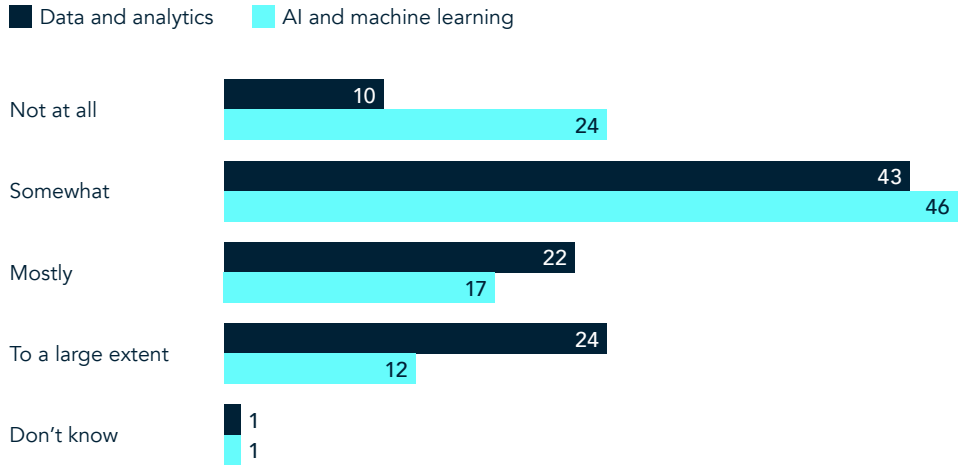 Data and analytics AI and machine learning
Not at all
10
24
Somewhat
43
46
Mostly
22
17
To a large extent
24
12
Don’t know
1
1